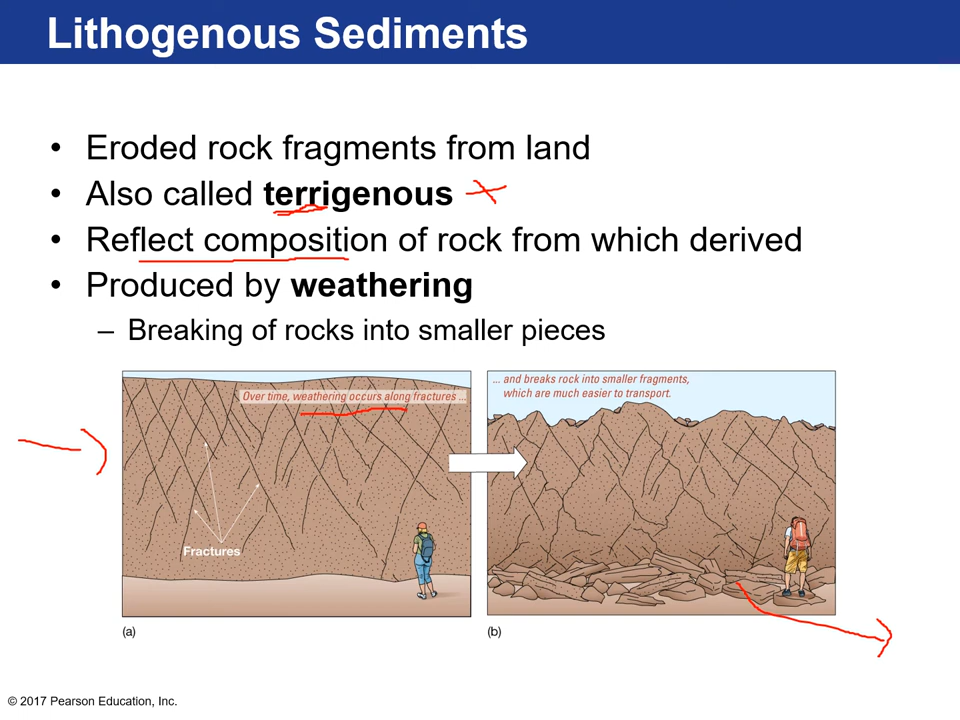 Lithogenous Sediments
• Eroded rock fragments from land
• Also called terrigenous
• Reflect composition of rock from which derived
• Produced by weathering
– Breaking of rocks into smaller pieces
Over time, weathering occurs along fractures ...
Fractures
(a)
... and breaks rock into smaller fragments,
which are much easier to transport.
(b)
© 2017 Pearson Education, Inc.